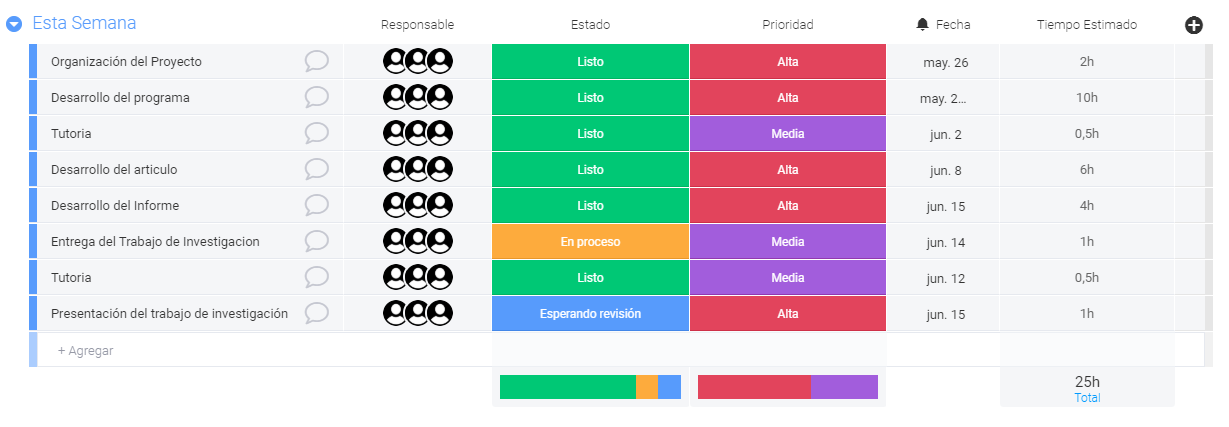 Esta Semana Responsable Estado Prioridad Fecha Tiempo Estimado
Organización del Proyecto Listo Alta may. 26 2h
Desarrollo del programa Listo Alta may. 2... 10h
Tutoria Listo Media jun. 2 0,5h
Desarrollo del articulo Listo Alta jun. 8 6h
Desarrollo del Informe Listo Alta jun. 15 4h
Entrega del Trabajo de Investigacion En proceso Media jun. 14 1h
Tutoria Listo Media jun. 12 0,5h
Presentación del trabajo de investigación Esperando revisión Alta jun. 15 1h
+ Agregar
25h
Total